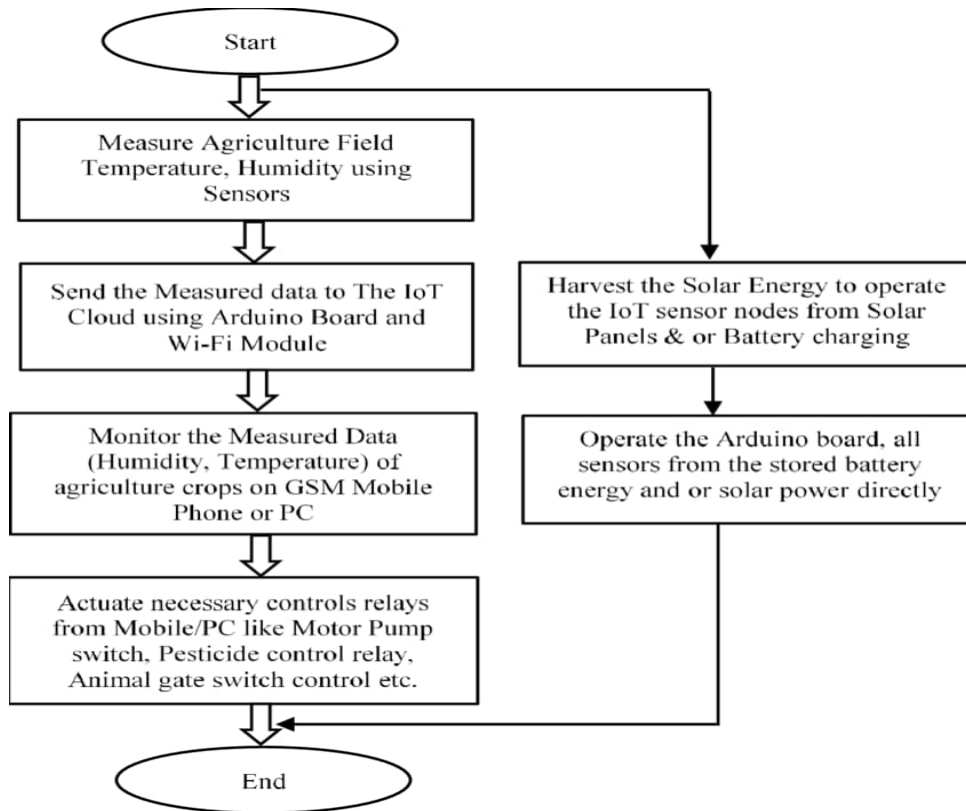 Start
Measure Agriculture Field
Temperature, Humidity using
Sensors
Send the Measured data to The IoT
Cloud using Arduino Board and
Wi-Fi Module
Monitor the Measured Data
(Humidity, Temperature) of
agriculture crops on GSM Mobile
Phone or PC
Actuate necessary controls relays
from Mobile/PC like Motor Pump
switch, Pesticide control relay,
Animal gate switch control etc.
Harvest the Solar Energy to operate
the IoT sensor nodes from Solar
Panels & or Battery charging
Operate the Arduino board, all
sensors from the stored battery
energy and or solar power directly
End